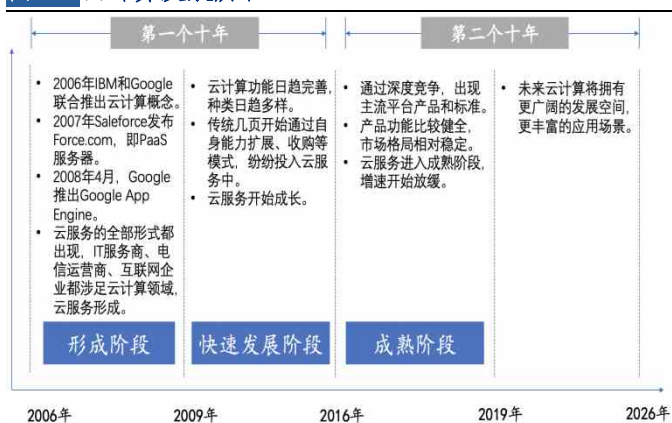 第一个十年
第二个十年
• 2006年IBM和Google
联合推出云计算概念。
• 2007年Saleforce发布
Force.com，即PaaS
服务器。
• 2008年4月，Google
推出Google App
Engine。
• 云服务的全部形式都
出现，IT服务商、电
信运营商、互联网企
业都涉足云计算领域，
云服务形成。
• 云计算功能日趋完善，
种类日趋多样。
• 传统几页开始通过自
身能力扩展、收购等
模式，纷纷投入云服
务中。
• 云服务开始成长。
• 通过深度竞争，出现
主流平台产品和标准。
• 产品功能比较健全，
市场格局相对稳定。
• 云服务进入成熟阶段，
增速开始放缓。
• 未来云计算将拥有
更广阔的发展空间，
更丰富的应用场景。
形成阶段
快速发展阶段
成熟阶段
2006年
2009年
2016年
2019年
2026年